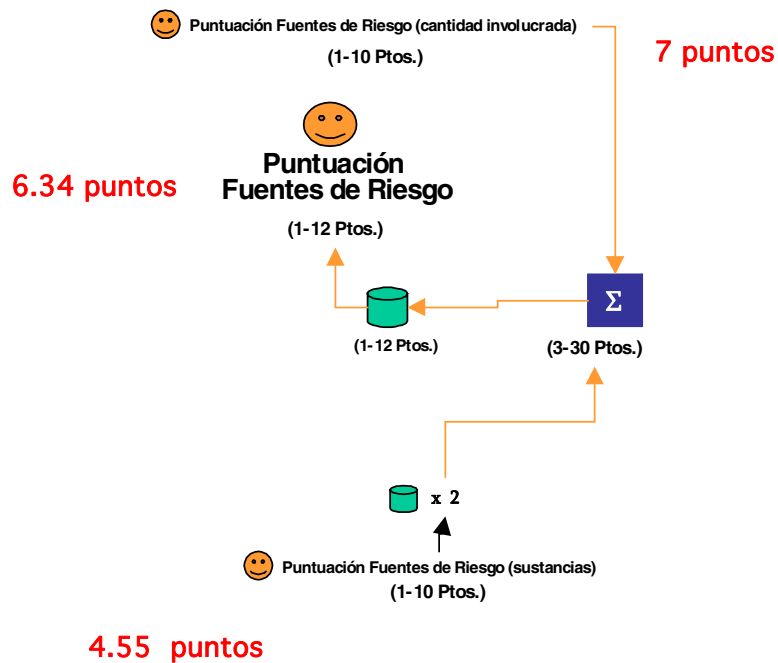 Puntuación Fuentes de Riesgo (cantidad involucrada)
(1-10 Ptos.)
7 puntos
Puntuación
Fuentes de Riesgo
6.34 puntos
(1-12 Ptos.)
Σ
(1-12 Ptos.)
(3-30 Ptos.)
x 2
Puntuación Fuentes de Riesgo (sustancias)
(1-10 Ptos.)
4.55 puntos